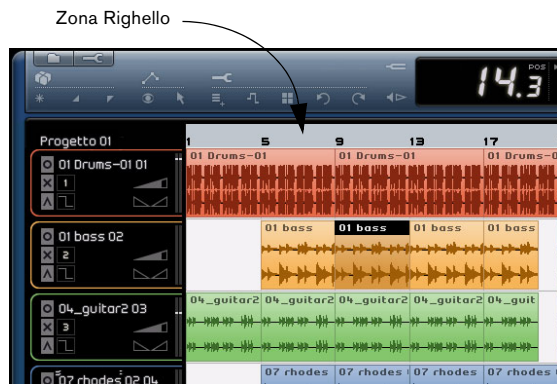 Zona Righello
POS
14.3
Progetto 01
1 5 9 13 17
01 Drums-01 01
1
01 Drums-01 01 Drums-01 01 Drums-0
01 bass 02
2
01 bass 01 bass 01 bass 01 bass
04_guitar2 03
3
04_guitar2 04_guitar2 04_guitar2 04_guitar2 04_guit
07 rhodes 02 04
07 rhodes 07 rhodes 07 rhodes 07 rhodes